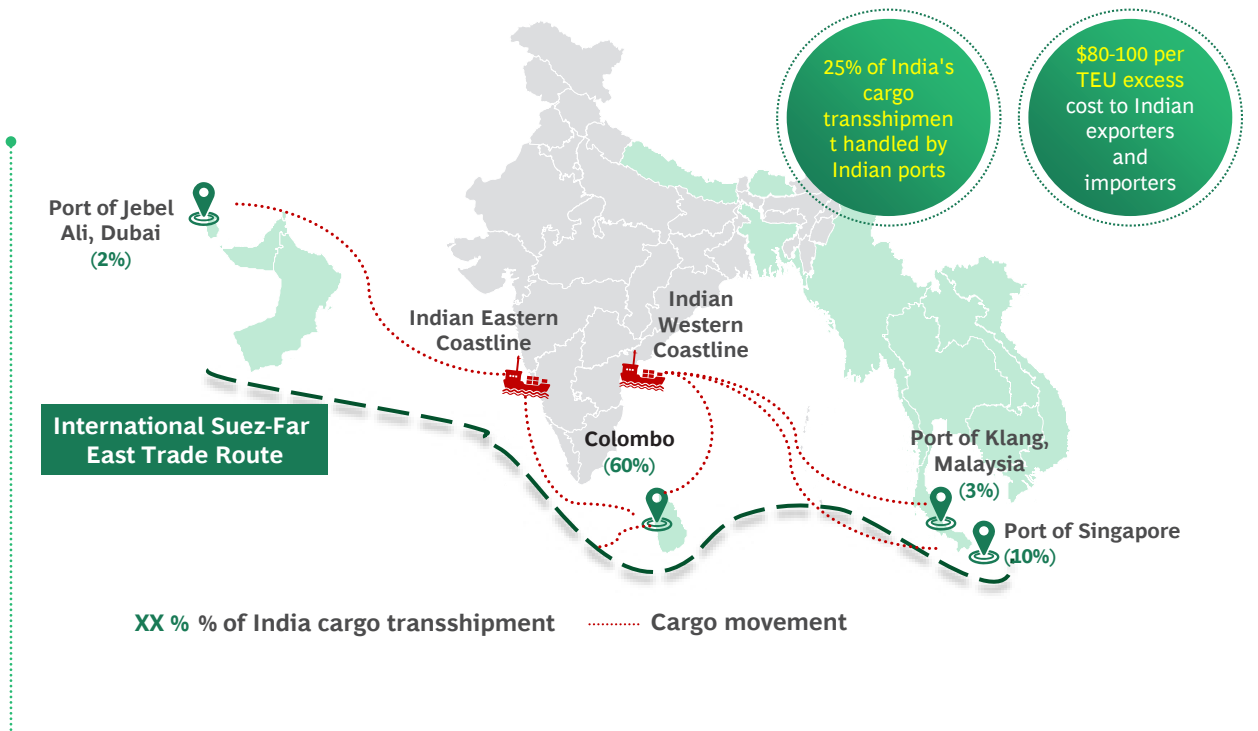 25% of India's
cargo
transshipmen
t handled by
Indian ports
$80-100 per
TEU excess
cost to Indian
exporters
and
importers
Port of Jebel
Ali, Dubai
(2%)
Indian Eastern
Coastline
Indian
Western
Coastline
International Suez-Far
East Trade Route
Colombo
(60%)
Port of Klang,
Malaysia
(3%)
Port of Singapore
(10%)
XX % % of India cargo transshipment
Cargo movement